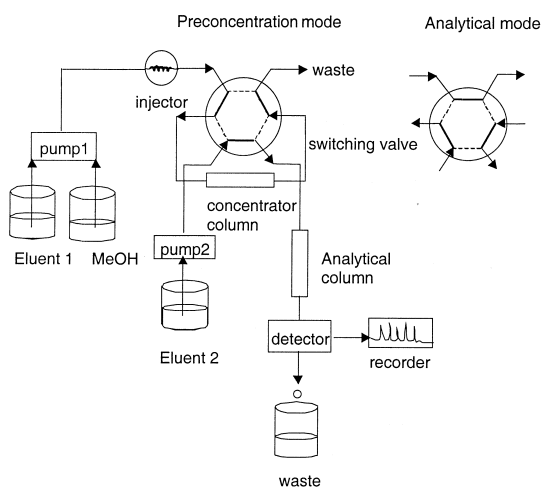 Preconcentration mode
Analytical mode
waste
injector
pump1
switching valve
concentrator
column
pump2
Eluent 1
MeOH
Analytical
column
detector
recorder
Eluent 2
waste